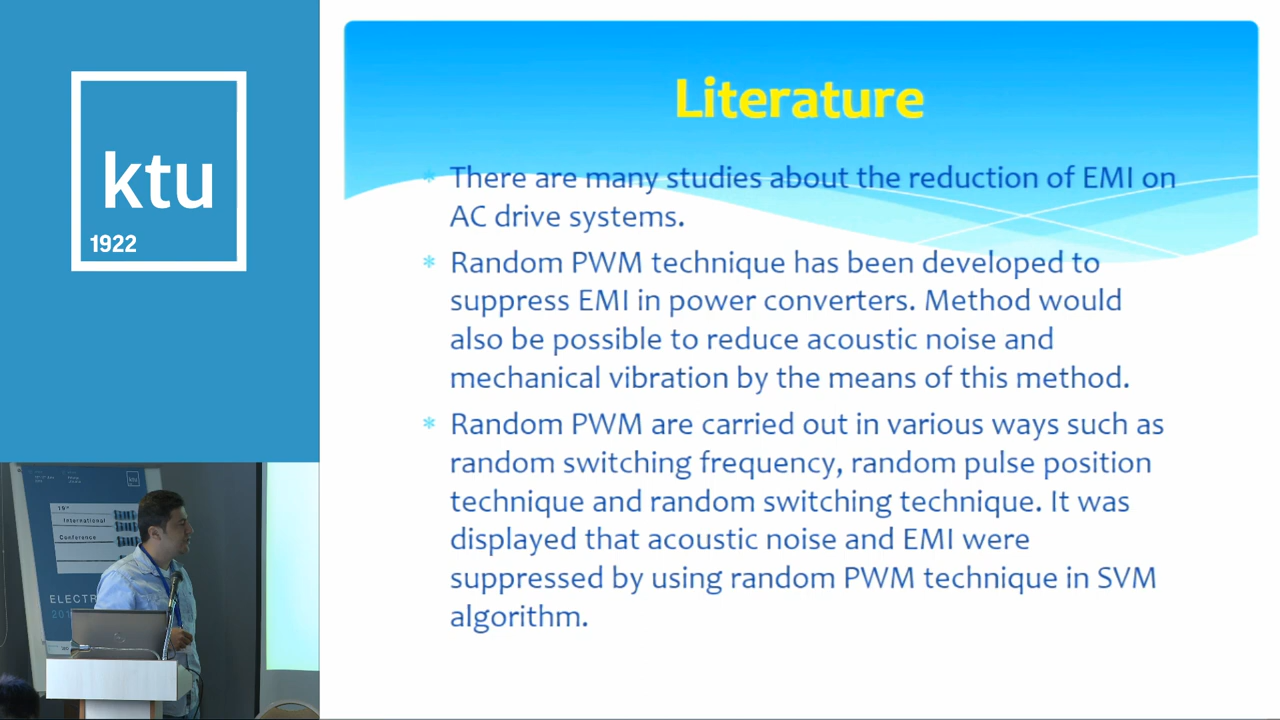 ktu
1922
Literature
There are many studies about the reduction of EMI on
AC drive systems.
Random PWM technique has been developed to
suppress EMI in power converters. Method would
also be possible to reduce acoustic noise and
mechanical vibration by the means of this method.
Random PWM are carried out in various ways such as
random switching frequency, random pulse position
technique and random switching technique. It was
displayed that acoustic noise and EMI were
suppressed by using random PWM technique in SVM
algorithm.
19th
International
Conference
ELECTR